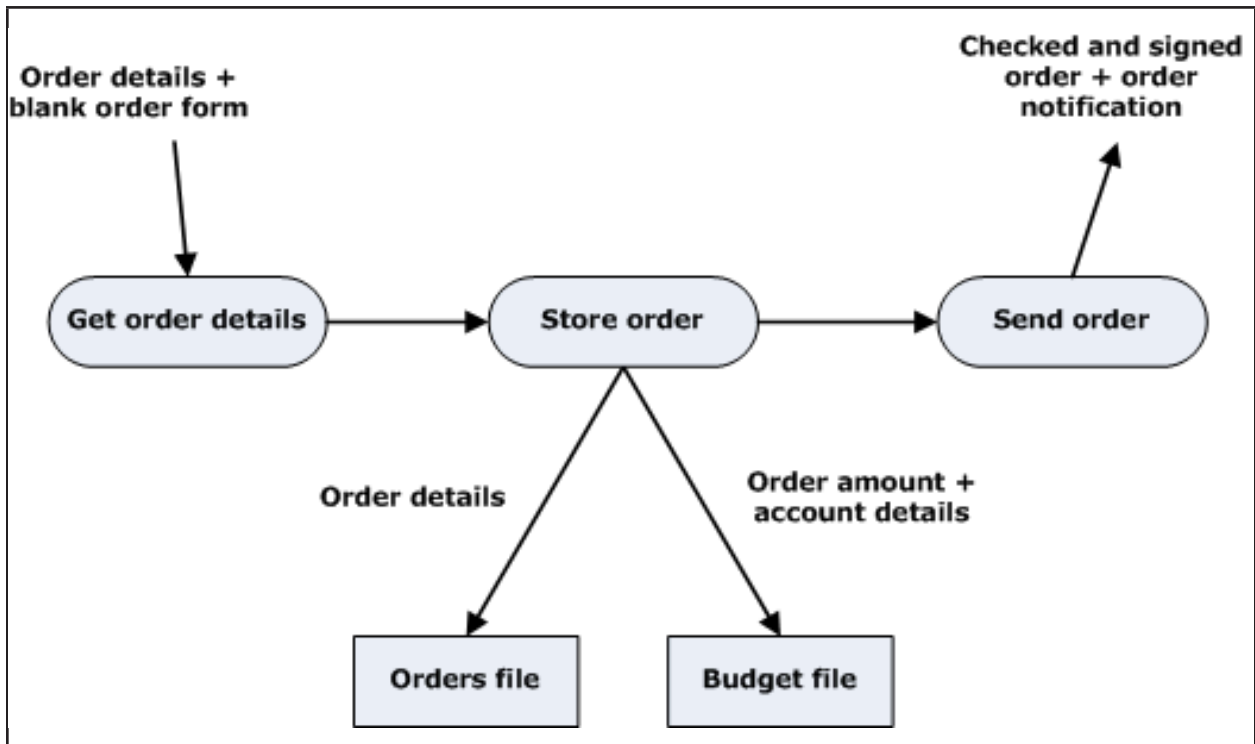 Order details +
blank order form
Checked and signed
order + order
notification
Get order details
Store order
Send order
Order details
Order amount +
account details
Orders file
Budget file